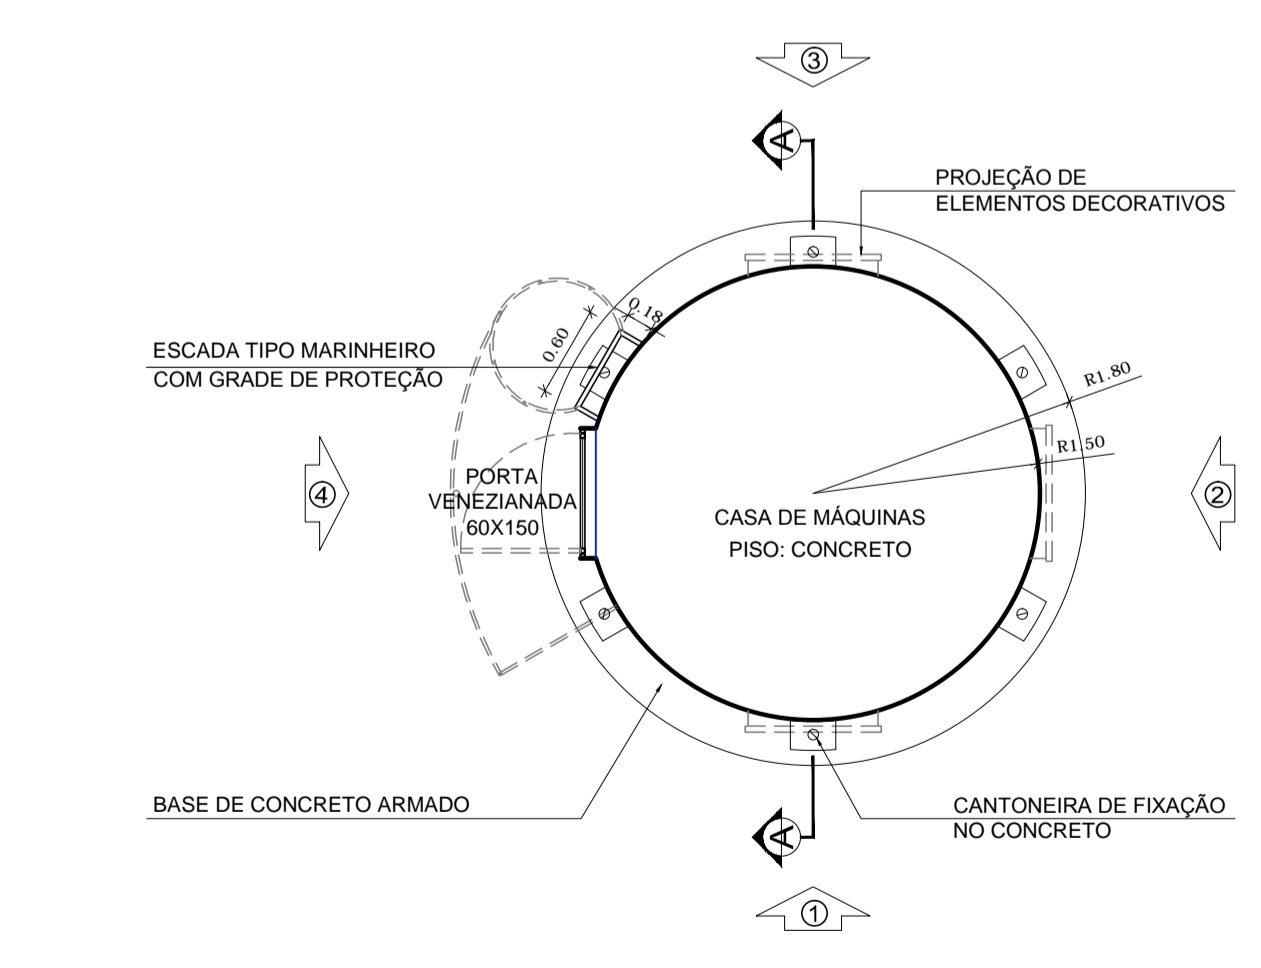 3
A
PROJEÇÃO DE
ELEMENTOS DECORATIVOS
0.18
0.60
ESCADA TIPO MARINHEIRO
COM GRADE DE PROTEÇÃO
R1.80
R1.50
4
PORTA
VENEZIANADA
60X150
2
CASA DE MÁQUINAS
PISO: CONCRETO
BASE DE CONCRETO ARMADO
CANTONEIRA DE FIXAÇÃO
NO CONCRETO
A
1